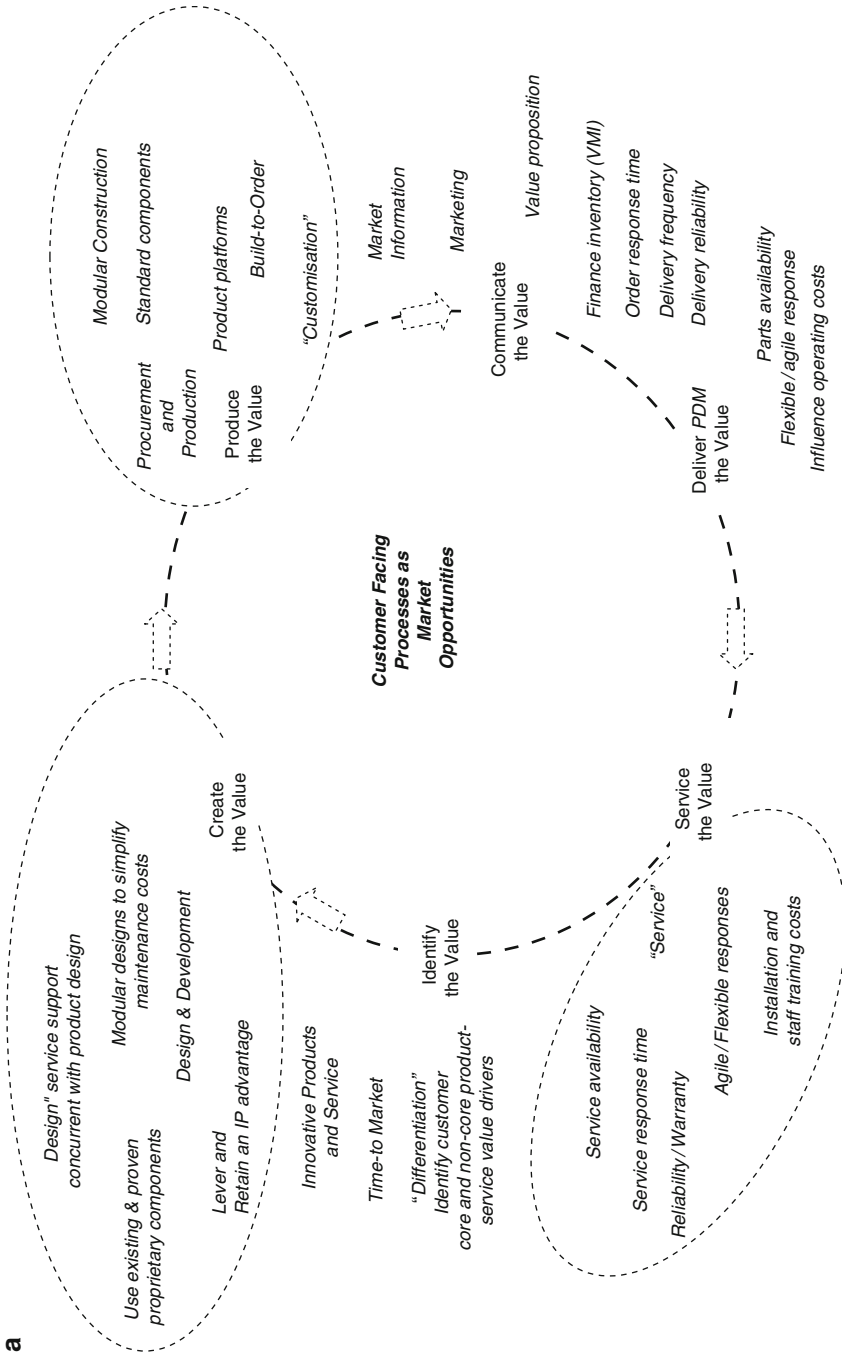 a
Design" service support
concurrent with product design
Use existing & proven
proprietary components
Modular designs to simplify
maintenance costs
Design & Development
Lever and
Retain an IP advantage
Create
the Value
Modular Construction
Standard components
Procurement
and
Production
Product platforms
Build-to-Order
Produce
the Value
"Customisation"
Innovative Products
and Service
Time-to Market
"Differentiation"
Identify customer
core and non-core product-
service value drivers
Identify
the Value
Customer Facing
Processes as
Market
Opportunities
Market
Information
Marketing
Value proposition
Communicate
the Value
Finance inventory (VMI)
Order response time
Delivery frequency
Delivery reliability
Deliver PDM
the Value
Parts availability
Flexible/agile response
Influence operating costs
Service
the Value
"Service"
Service availability
Service response time
Reliability/Warranty
Agile/Flexible responses
Installation and
staff training costs